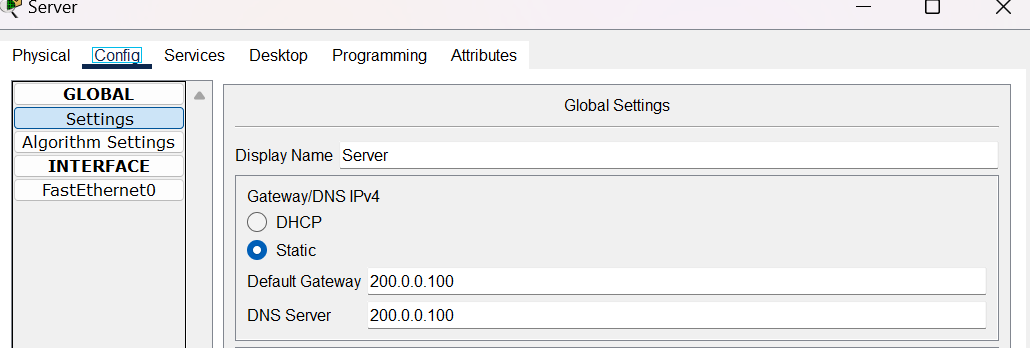 Server
Physical Config Services Desktop Programming Attributes
GLOBAL
Settings
Algorithm Settings
INTERFACE
FastEthernet0
Global Settings
Display Name Server
Gateway/DNS IPv4
DHCP
Static
Default Gateway 200.0.0.100
DNS Server 200.0.0.100